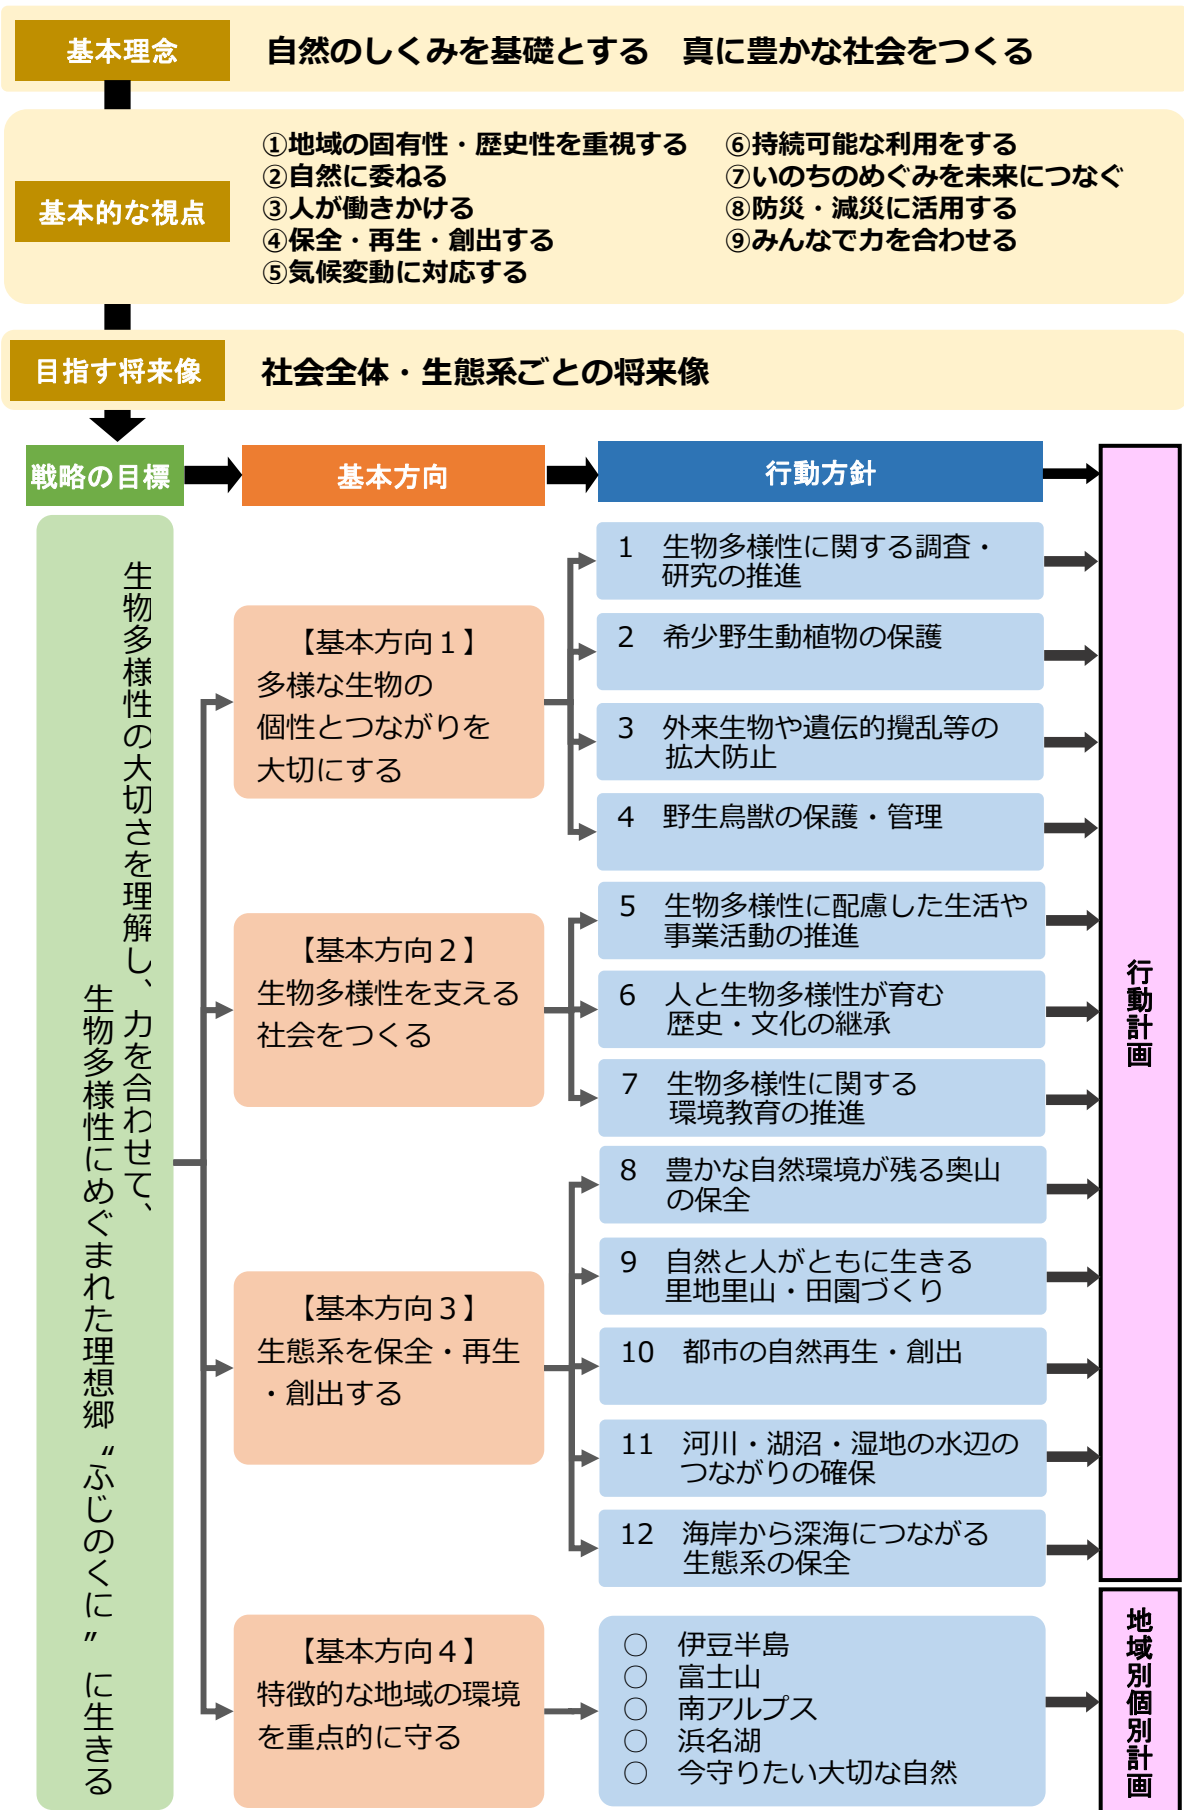 基本理念
自然のしくみを基礎とする　真に豊かな社会をつくる
基本的な視点
①地域の固有性・歴史性を重視する
②自然に委ねる
③人が働きかける
④保全・再生・創出する
⑤気候変動に対応する
⑥持続可能な利用をする
⑦いのちのめぐみを未来につなぐ
⑧防災・減災に活用する
⑨みんなで力を合わせる
目指す将来像
社会全体・生態系ごとの将来像
戦略の目標
基本方向
行動方針
生物多様性の大切さを理解し、力を合わせて、
生物多様性にめぐまれた理想郷“ふじのくに”に生きる
【基本方向１】
多様な生物の
個性とつながりを
大切にする
1　生物多様性に関する調査・
研究の推進
2　希少野生動植物の保護
3　外来生物や遺伝的攪乱等の
拡大防止
4　野生鳥獣の保護・管理
【基本方向２】
生物多様性を支える
社会をつくる
5　生物多様性に配慮した生活や
事業活動の推進
6　人と生物多様性が育む
歴史・文化の継承
7　生物多様性に関する
環境教育の推進
【基本方向３】
生態系を保全・再生
・創出する
8　豊かな自然環境が残る奥山
の保全
9　自然と人がともに生きる
里地里山・田園づくり
10　都市の自然再生・創出
11　河川・湖沼・湿地の水辺の
つながりの確保
12　海岸から深海につながる
生態系の保全
【基本方向４】
特徴的な地域の環境
を重点的に守る
○　伊豆半島
○　富士山
○　南アルプス
○　浜名湖
○　今守りたい大切な自然
行動計画
地域別個別計画